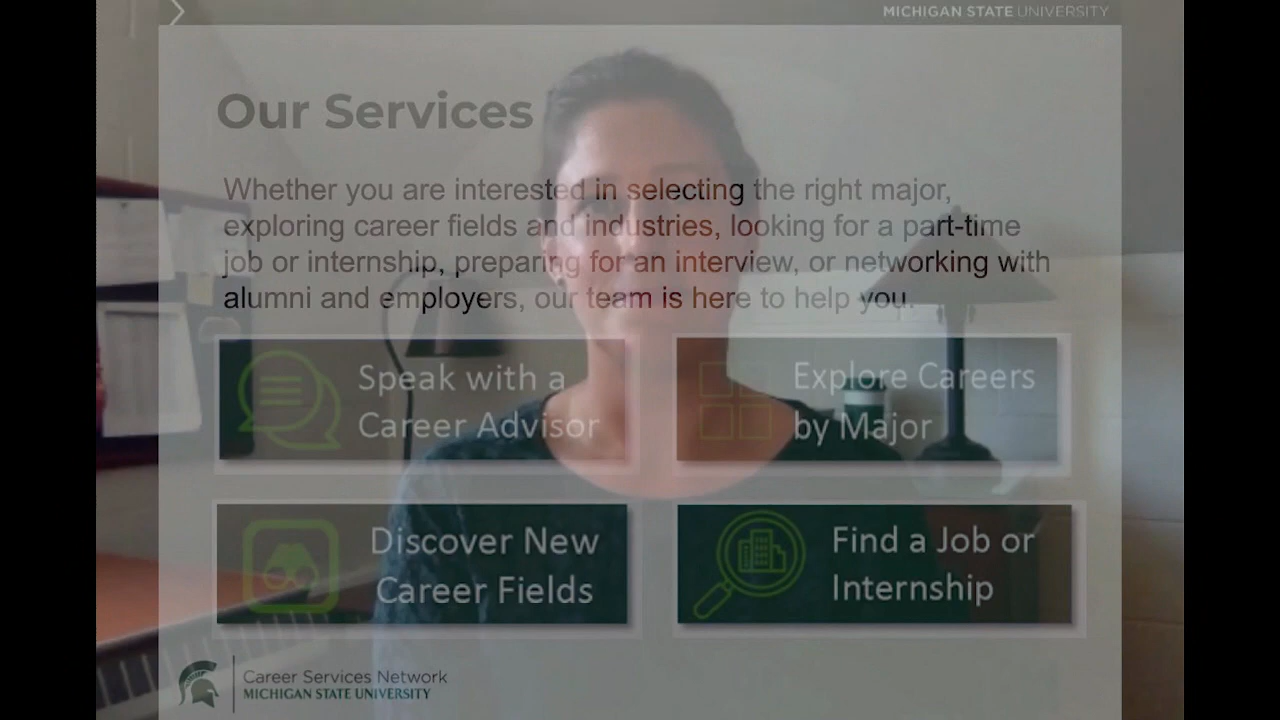 MICHIGAN STATE UNIVERSITY
Our Services
Whether you are interested in selecting the right major,
exploring career fields and industries, looking for a part-time
job or internship, preparing for an interview, or networking with
alumni and employers, our team is here to help you.
Speak with a
Career Advisor
Explore Careers
by Major
Discover New
Career Fields
Find a Job or
Internship
Career Services Network
MICHIGAN STATE UNIVERSITY